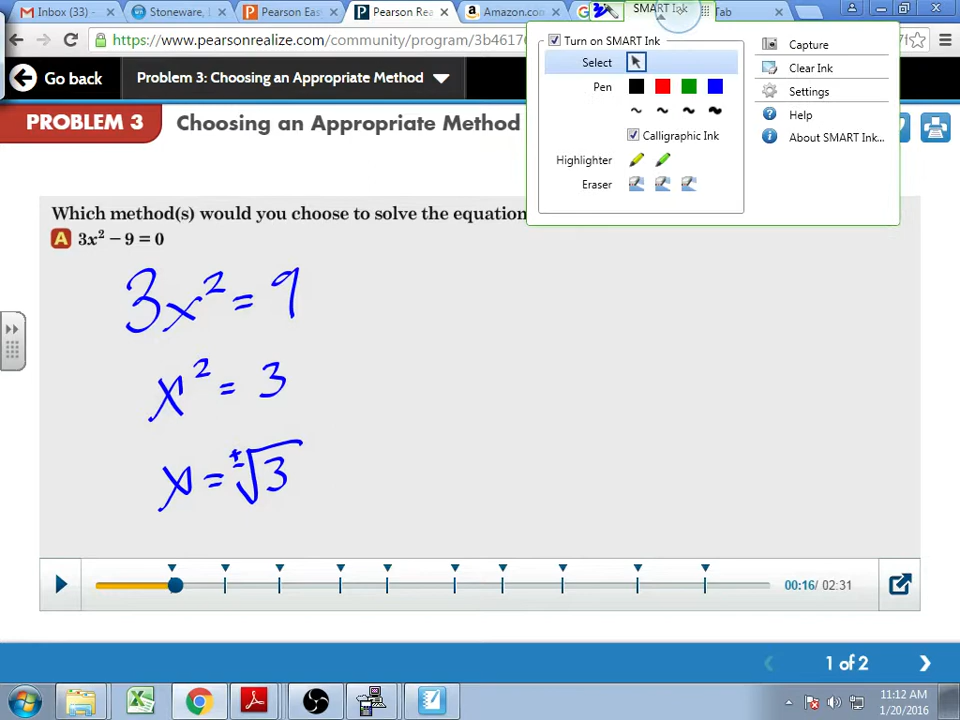 Inbox (33) -
Stoneware,
Pearson Eas
Pearson Rea
Amazon.com
SMART Ink
Tab
https://www.pearsonrealize.com/community/program/3b4617
Go back
Problem 3: Choosing an Appropriate Method
Turn on SMART Ink
Select
Pen
Calligraphic Ink
Highlighter
Eraser
Capture
Clear Ink
Settings
Help
About SMART Ink...
PROBLEM 3
Choosing an Appropriate Method
Which method(s) would you choose to solve the equation
A 3x² − 9 = 0
3x² = 9
x² = 3
x = ±√3
00:16/ 02:31
1 of 2
11:12 AM
1/20/2016